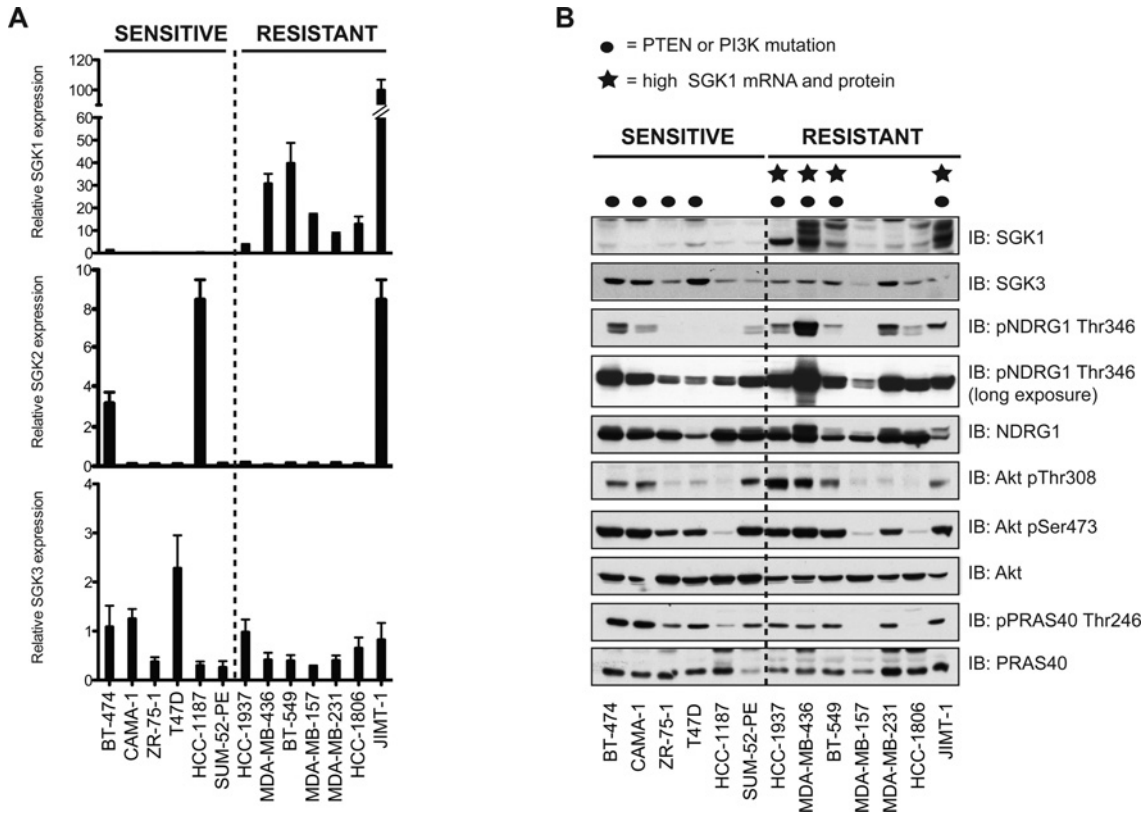 A
SENSITIVE RESISTANT
Relative SGK1 expression
120
100
80
60
50
40
30
20
10
0
Relative SGK2 expression
10
8
6
4
2
0
Relative SGK3 expression
4
3
2
1
0
BT-474
CAMA-1
ZR-75-1
T47D
HCC-1187
SUM-52-PE
HCC-1937
MDA-MB-436
BT-549
MDA-MB-157
MDA-MB-231
HCC-1806
JIMT-1
B
= PTEN or PI3K mutation
= high SGK1 mRNA and protein
SENSITIVE RESISTANT
IB: SGK1
IB: SGK3
IB: pNDRG1 Thr346
IB: pNDRG1 Thr346
(long exposure)
IB: NDRG1
IB: Akt pThr308
IB: Akt pSer473
IB: Akt
IB: pPRAS40 Thr246
IB: PRAS40
BT-474
CAMA-1
ZR-75-1
T47D
HCC-1187
SUM-52-PE
HCC-1937
MDA-MB-436
BT-549
MDA-MB-157
MDA-MB-231
HCC-1806
JIMT-1